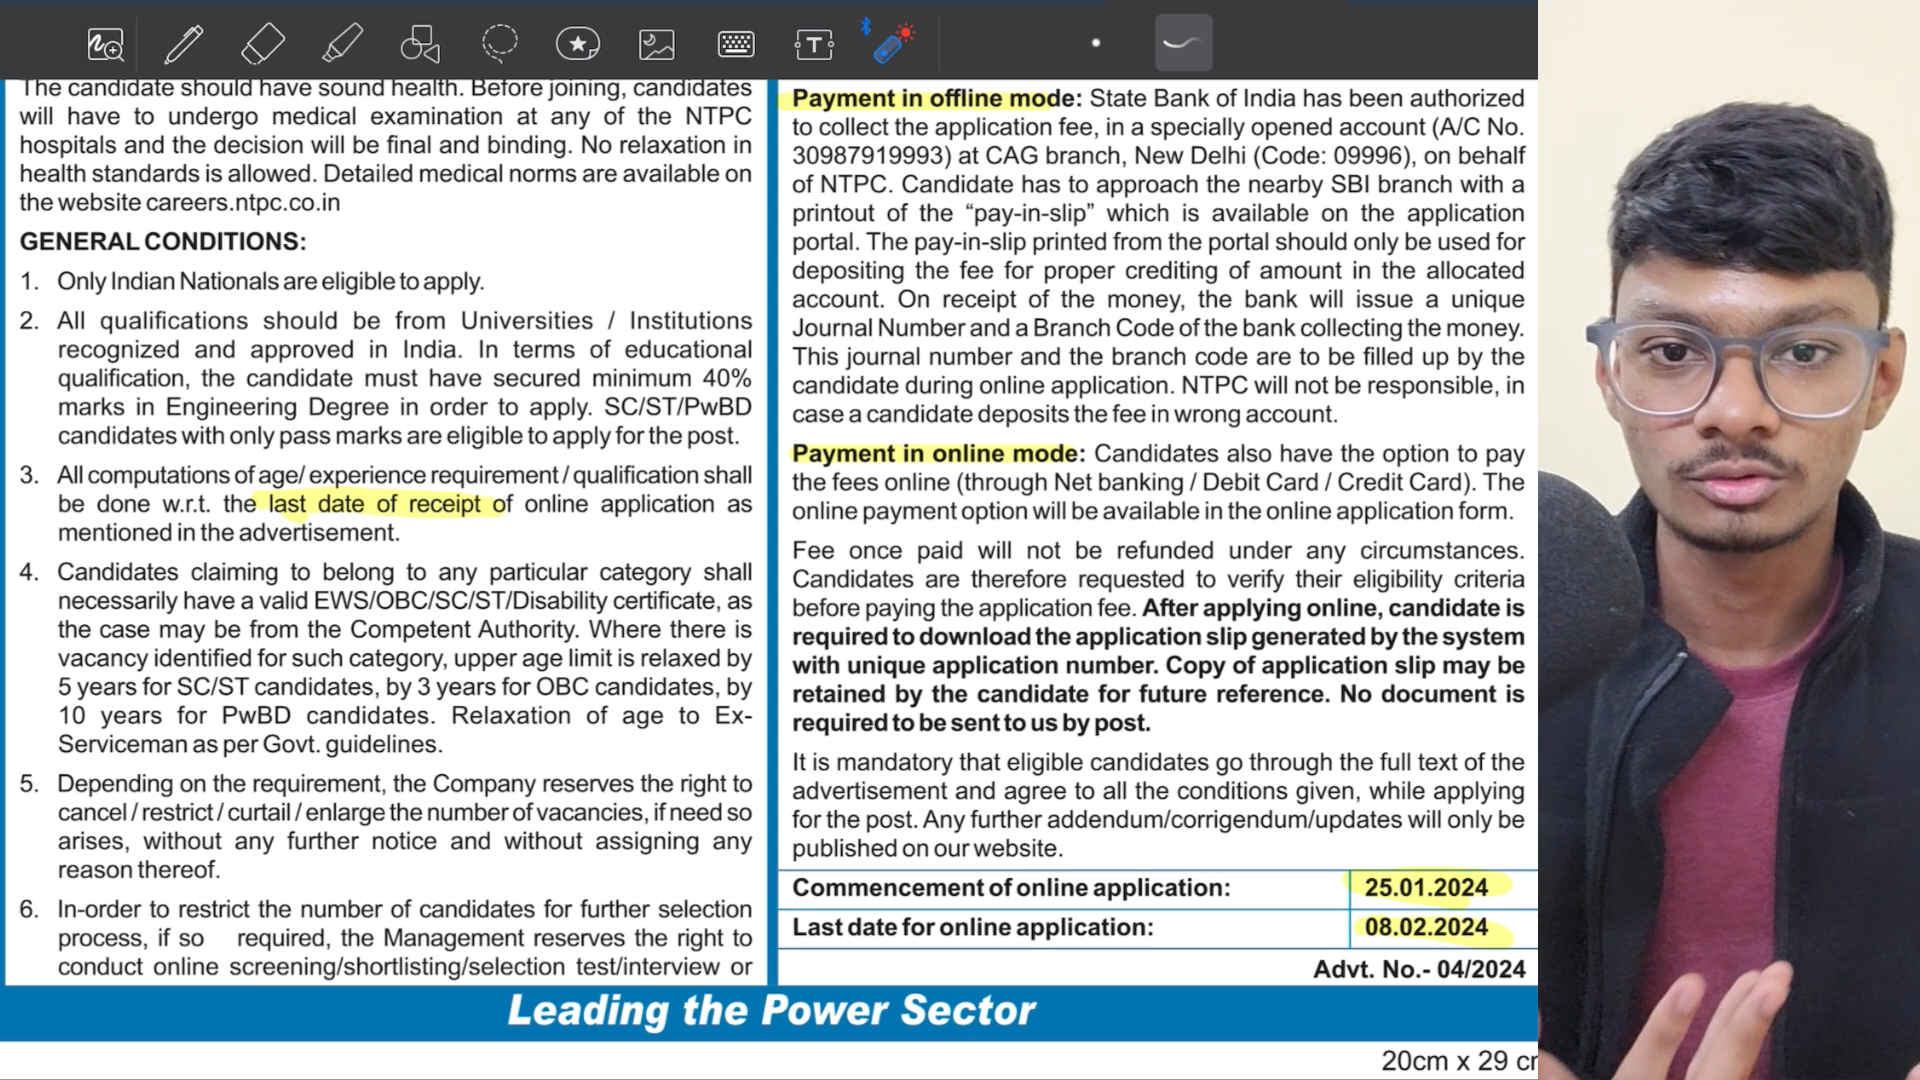 The candidate should have sound health. Before joining, candidates
will have to undergo medical examination at any of the NTPC
hospitals and the decision will be final and binding. No relaxation in
health standards is allowed. Detailed medical norms are available on
the website careers.ntpc.co.in
GENERAL CONDITIONS:
1. Only Indian Nationals are eligible to apply.
2. All qualifications should be from Universities / Institutions
recognized and approved in India. In terms of educational
qualification, the candidate must have secured minimum 40%
marks in Engineering Degree in order to apply. SC/ST/PwBD
candidates with only pass marks are eligible to apply for the post.
3. All computations of age/ experience requirement / qualification shall
be done w.r.t. the last date of receipt of online application as
mentioned in the advertisement.
4. Candidates claiming to belong to any particular category shall
necessarily have a valid EWS/OBC/SC/ST/Disability certificate, as
the case may be from the Competent Authority. Where there is
vacancy identified for such category, upper age limit is relaxed by
5 years for SC/ST candidates, by 3 years for OBC candidates, by
10 years for PwBD candidates. Relaxation of age to Ex-
Serviceman as per Govt. guidelines.
5. Depending on the requirement, the Company reserves the right to
cancel / restrict / curtail / enlarge the number of vacancies, if need so
arises, without any further notice and without assigning any
reason thereof.
6. In-order to restrict the number of candidates for further selection
process, if so required, the Management reserves the right to
conduct online screening/shortlisting/selection test/interview or
Payment in offline mode: State Bank of India has been authorized
to collect the application fee, in a specially opened account (A/C No.
30987919993) at CAG branch, New Delhi (Code: 09996), on behalf
of NTPC. Candidate has to approach the nearby SBI branch with a
printout of the “pay-in-slip” which is available on the application
portal. The pay-in-slip printed from the portal should only be used for
depositing the fee for proper crediting of amount in the allocated
account. On receipt of the money, the bank will issue a unique
Journal Number and a Branch Code of the bank collecting the money.
This journal number and the branch code are to be filled up by the
candidate during online application. NTPC will not be responsible, in
case a candidate deposits the fee in wrong account.
Payment in online mode: Candidates also have the option to pay
the fees online (through Net banking / Debit Card / Credit Card). The
online payment option will be available in the online application form.
Fee once paid will not be refunded under any circumstances.
Candidates are therefore requested to verify their eligibility criteria
before paying the application fee. After applying online, candidate is
required to download the application slip generated by the system
with unique application number. Copy of application slip may be
retained by the candidate for future reference. No document is
required to be sent to us by post.
It is mandatory that eligible candidates go through the full text of the
advertisement and agree to all the conditions given, while applying
for the post. Any further addendum/corrigendum/updates will only be
published on our website.
Commencement of online application: 25.01.2024
Last date for online application: 08.02.2024
Advt. No.- 04/2024
Leading the Power Sector
20cm x 29 cm